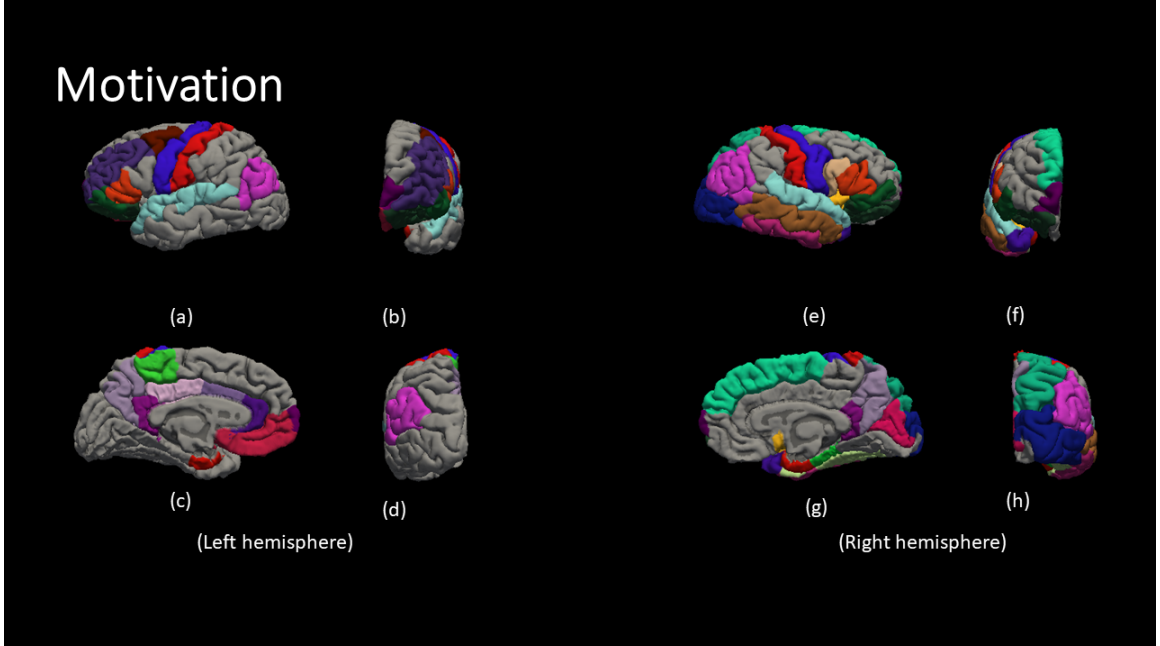 Motivation
(a)
(b)
(e)
(f)
(c)
(d)
(g)
(h)
(Left hemisphere)
(Right hemisphere)